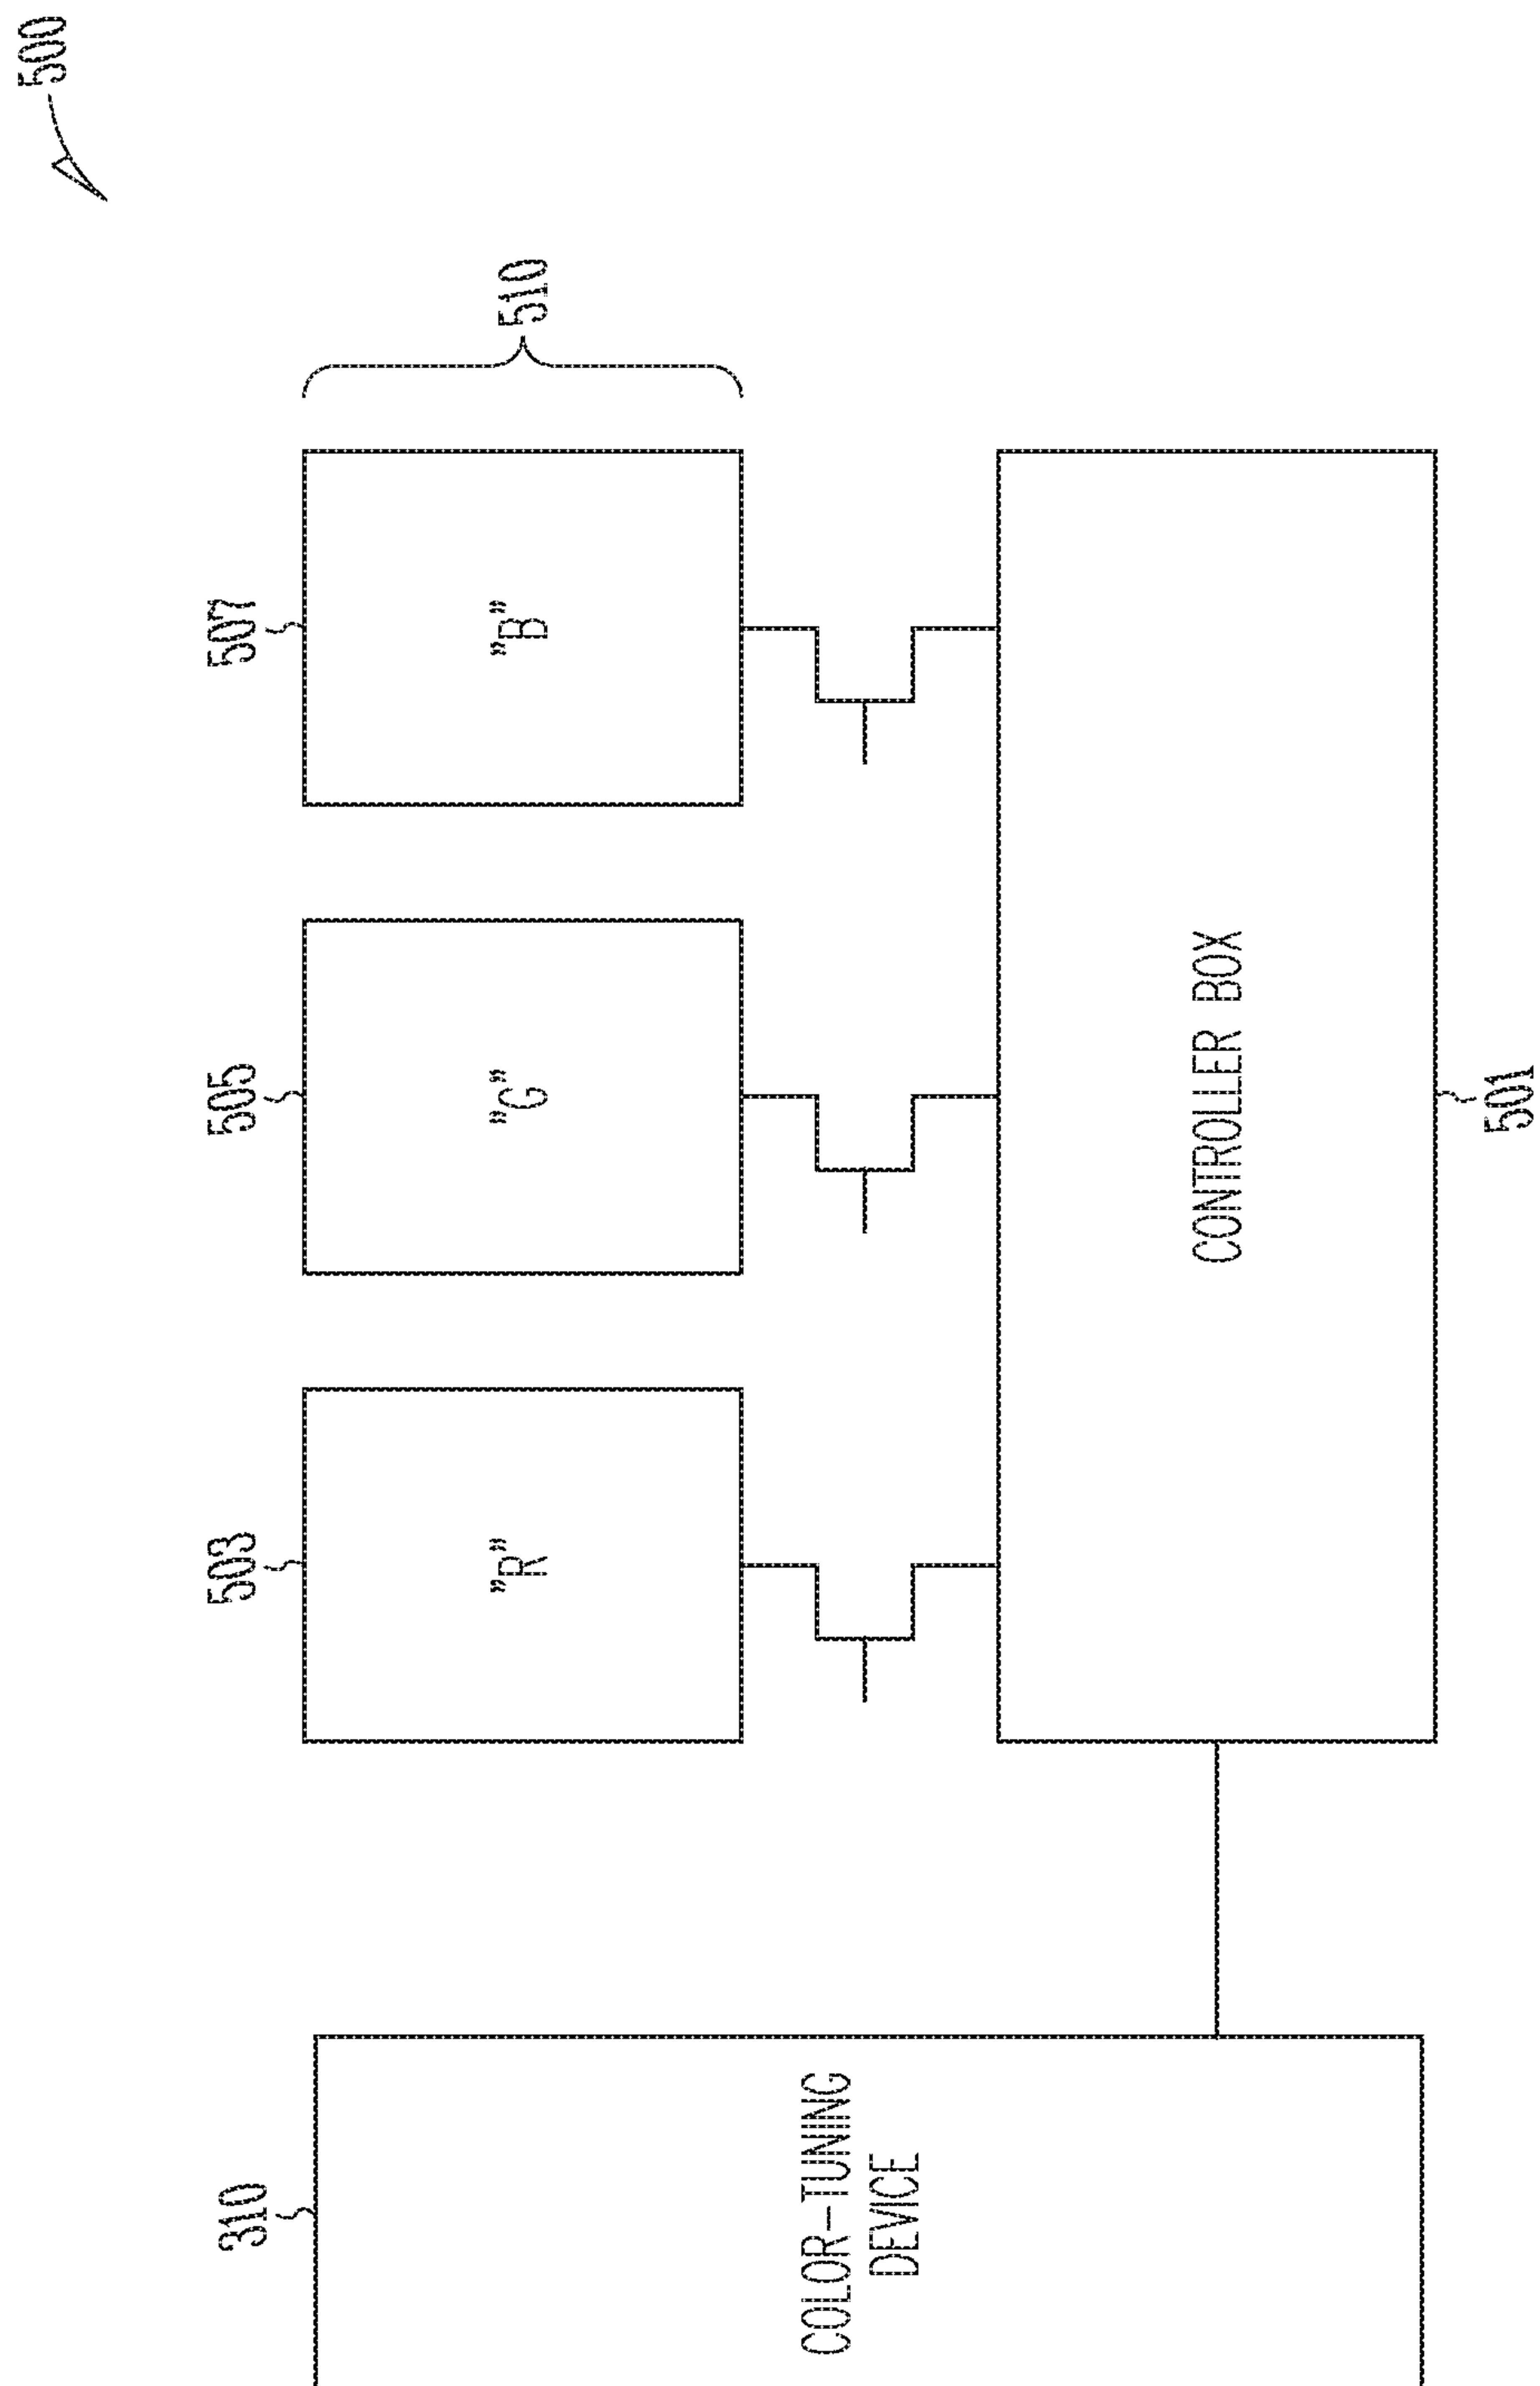 500
310
503
505
507
510
"R"
"G"
"B"
COLOR-TUNING
DEVICE
CONTROLLER BOX
501